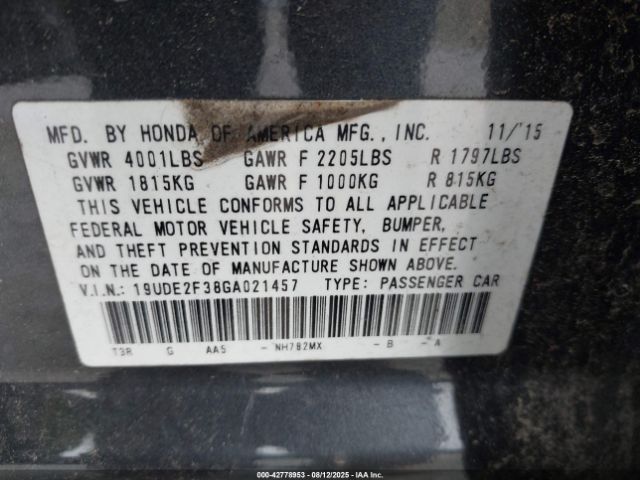 MFD. BY HONDA OF AMERICA MFG., INC. 11/'15
GVWR 4001LBS GAWR F 2205LBS R 1797LBS
GVWR 1815KG GAWR F 1000KG R 815KG
THIS VEHICLE CONFORMS TO ALL APPLICABLE
FEDERAL MOTOR VEHICLE SAFETY, BUMPER,
AND THEFT PREVENTION STANDARDS IN EFFECT
ON THE DATE OF MANUFACTURE SHOWN ABOVE.
V.I.N.: 19UDE2F38GA021457 TYPE: PASSENGER CAR
T3R G AA5 - NH782MX - B - A
000-42778953 - 08/12/2025 - IAAI.COM